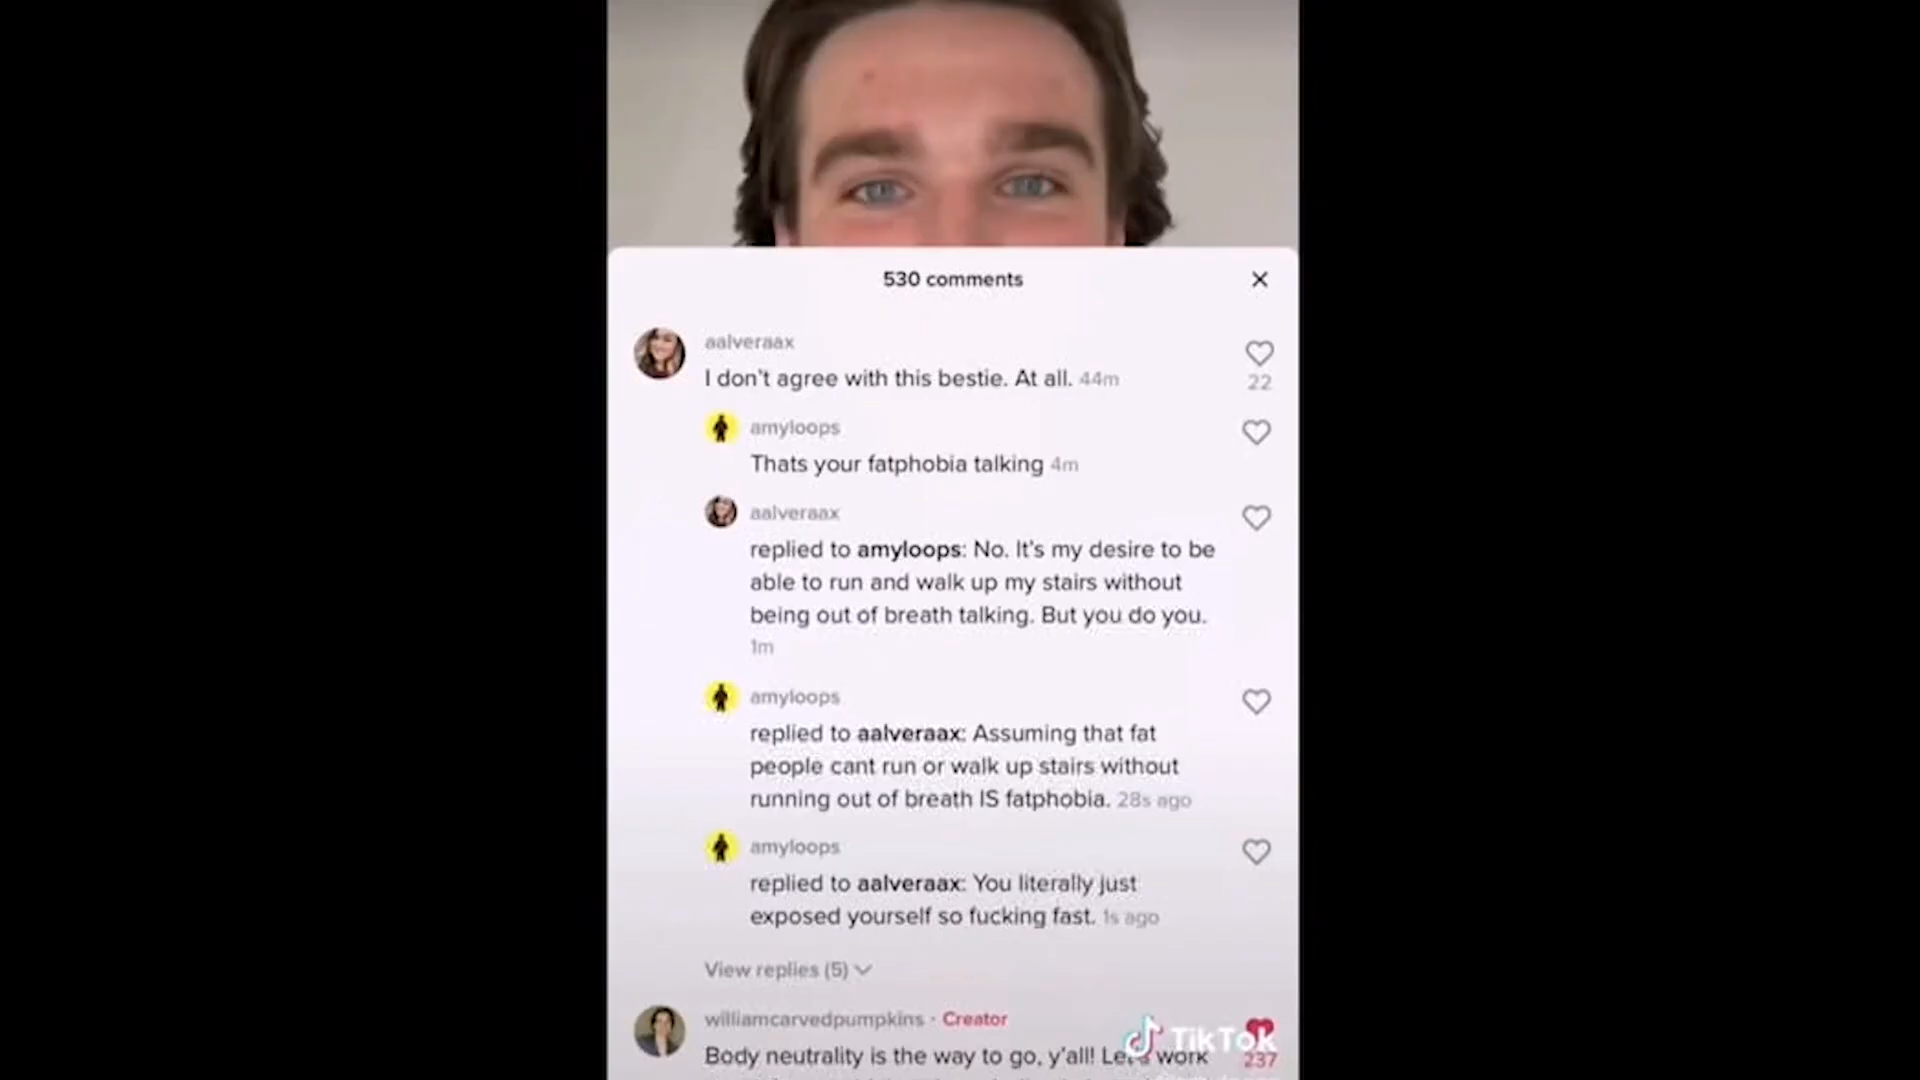 530 comments
aalveraax
I don't agree with this bestie. At all. 44m
22
amyloops
Thats your fatphobia talking 4m
aalveraax
replied to amyloops: No. It's my desire to be
able to run and walk up my stairs without
being out of breath talking. But you do you.
1m
amyloops
replied to aalveraax: Assuming that fat
people cant run or walk up stairs without
running out of breath IS fatphobia. 28s ago
amyloops
replied to aalveraax: You literally just
exposed yourself so fucking fast. 1s ago
View replies (5)
williamcarvedpumpkins · Creator
TikTok
Body neutrality is the way to go, y'all! Let's work
237